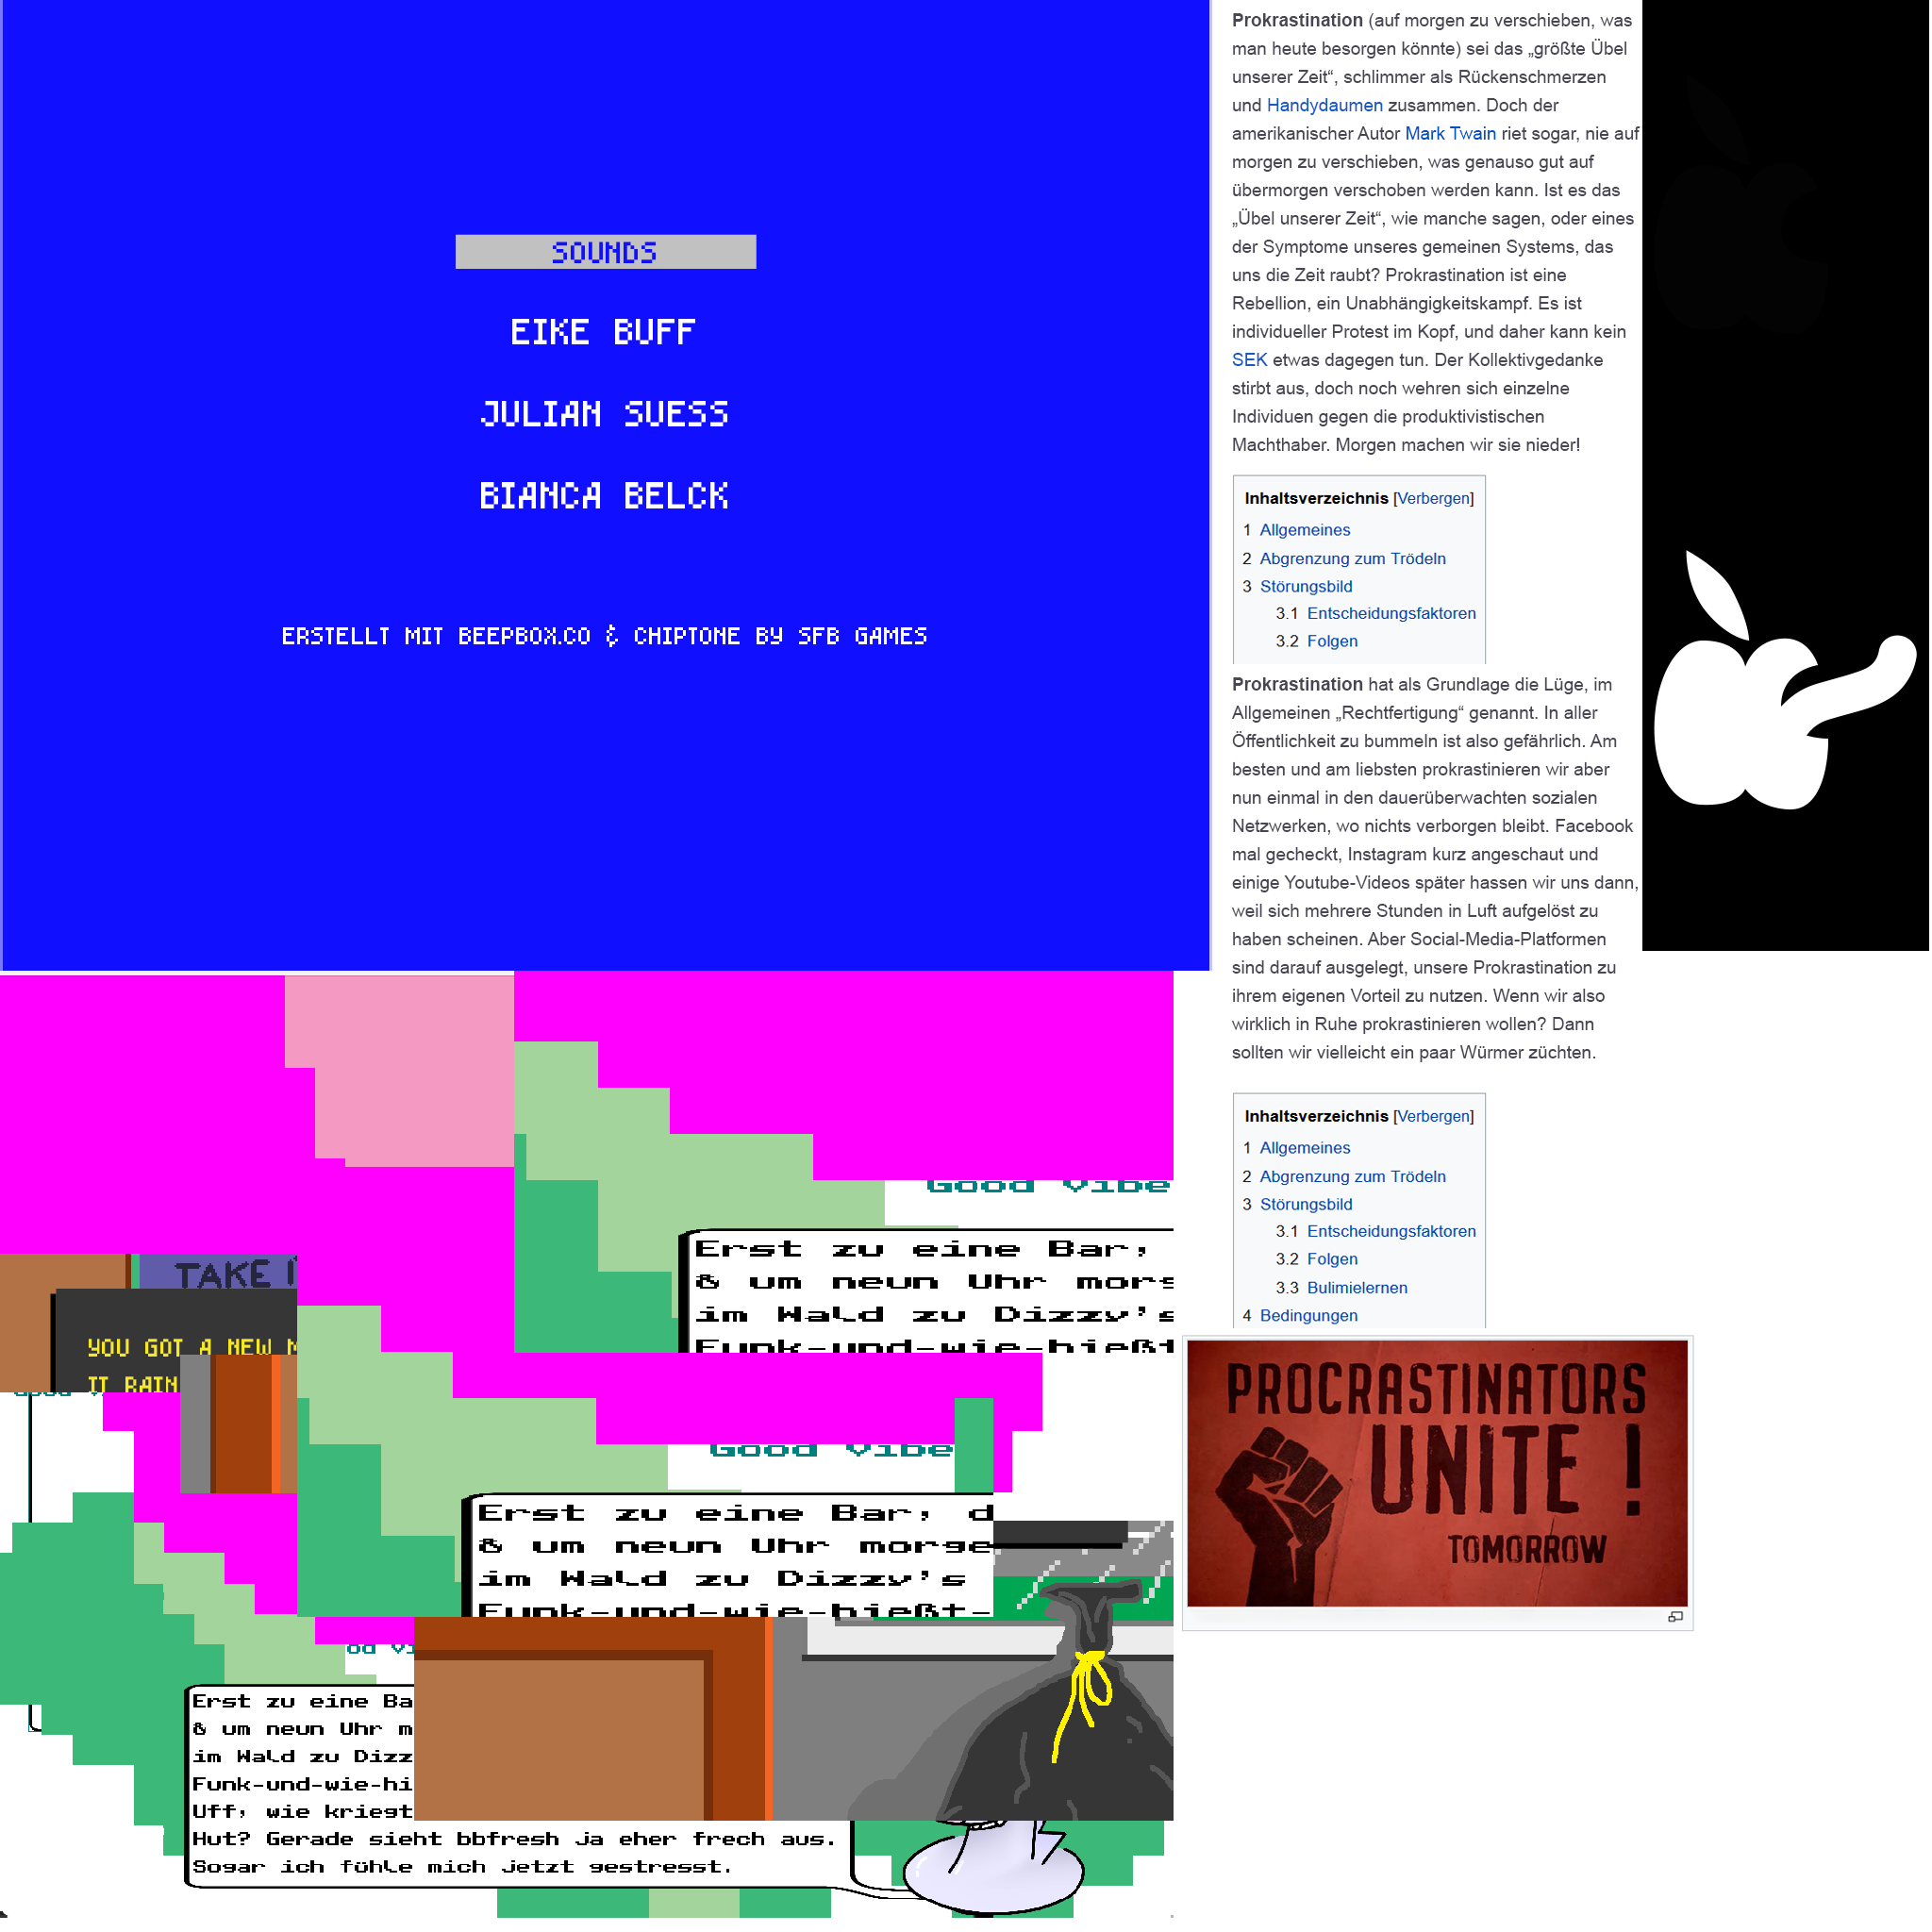 SOUNDS
EIKE BUFF
JULIAN SUESS
BIANCA BELCK
ERSTELLT MIT BEEPBOX.CO & CHIPTONE BY SFB GAMES
Prokrastination (auf morgen zu verschieben, was
man heute besorgen könnte) sei das „größte Übel
unserer Zeit“, schlimmer als Rückenschmerzen
und Handydaumen zusammen. Doch der
amerikanischer Autor Mark Twain riet sogar, nie auf
morgen zu verschieben, was genauso gut auf
übermorgen verschoben werden kann. Ist es das
„Übel unserer Zeit“, wie manche sagen, oder eines
der Symptome unseres gemeinen Systems, das
uns die Zeit raubt? Prokrastination ist eine
Rebellion, ein Unabhängigkeitskampf. Es ist
individueller Protest im Kopf, und daher kann kein
SEK etwas dagegen tun. Der Kollektivgedanke
stirbt aus, doch noch wehren sich einzelne
Individuen gegen die produktivistischen
Machthaber. Morgen machen wir sie nieder!
Inhaltsverzeichnis [Verbergen]
1 Allgemeines
2 Abgrenzung zum Trödeln
3 Störungsbild
3.1 Entscheidungsfaktoren
3.2 Folgen
Prokrastination hat als Grundlage die Lüge, im
Allgemeinen „Rechtfertigung“ genannt. In aller
Öffentlichkeit zu bummeln ist also gefährlich. Am
besten und am liebsten prokrastinieren wir aber
nun einmal in den dauerüberwachten sozialen
Netzwerken, wo nichts verborgen bleibt. Facebook
mal gecheckt, Instagram kurz angeschaut und
einige Youtube-Videos später hassen wir uns dann,
weil sich mehrere Stunden in Luft aufgelöst zu
haben scheinen. Aber Social-Media-Platformen
sind darauf ausgelegt, unsere Prokrastination zu
ihrem eigenen Vorteil zu nutzen. Wenn wir also
wirklich in Ruhe prokrastinieren wollen? Dann
sollten wir vielleicht ein paar Würmer züchten.
Inhaltsverzeichnis [Verbergen]
1 Allgemeines
2 Abgrenzung zum Trödeln
3 Störungsbild
3.1 Entscheidungsfaktoren
3.2 Folgen
3.3 Bulimielernen
4 Bedingungen
PROCRASTINATORS
UNITE !
TOMORROW
Good Vibe
Erst zu eine Bar,
& um neun Uhr mors
im Wald zu Dizzy's
Funk-und-wie-hießt
TAKE
YOU GOT A NEW
IT RAIN
Good Vibe
Erst zu eine Bar, d
& um neun Uhr morge
im Wald zu Dizzy's
Funk-und-wie-hießt-
Erst zu eine Ba
& um neun Uhr m
im Wald zu Dizz
Funk-und-wie-hi
Uff, wie kriegt
Hut? Gerade sieht bbfresh ja eher frech aus.
Sogar ich fühle mich jetzt gestresst.